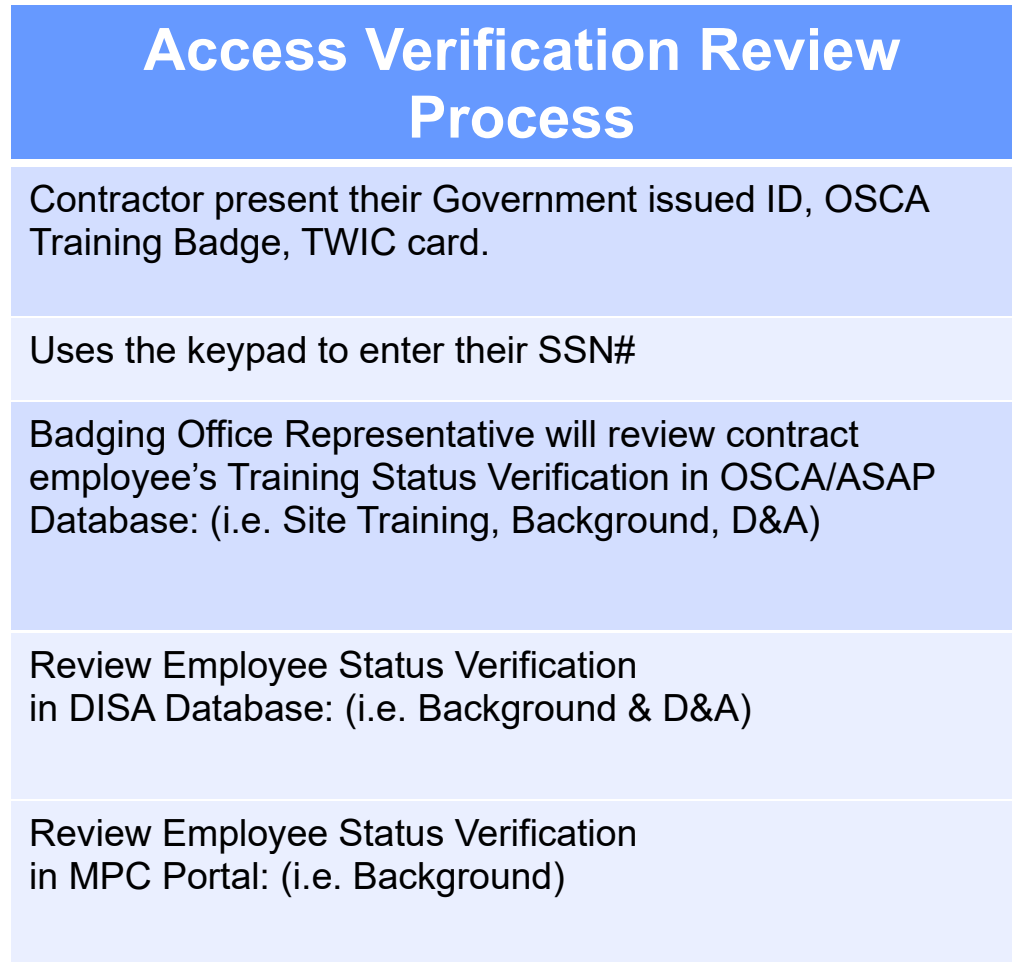 Access Verification Review
Process
Contractor present their Government issued ID, OSCA
Training Badge, TWIC card.
Uses the keypad to enter their SSN#
Badging Office Representative will review contract
employee’s Training Status Verification in OSCA/ASAP
Database: (i.e. Site Training, Background, D&A)
Review Employee Status Verification
in DISA Database: (i.e. Background & D&A)
Review Employee Status Verification
in MPC Portal: (i.e. Background)